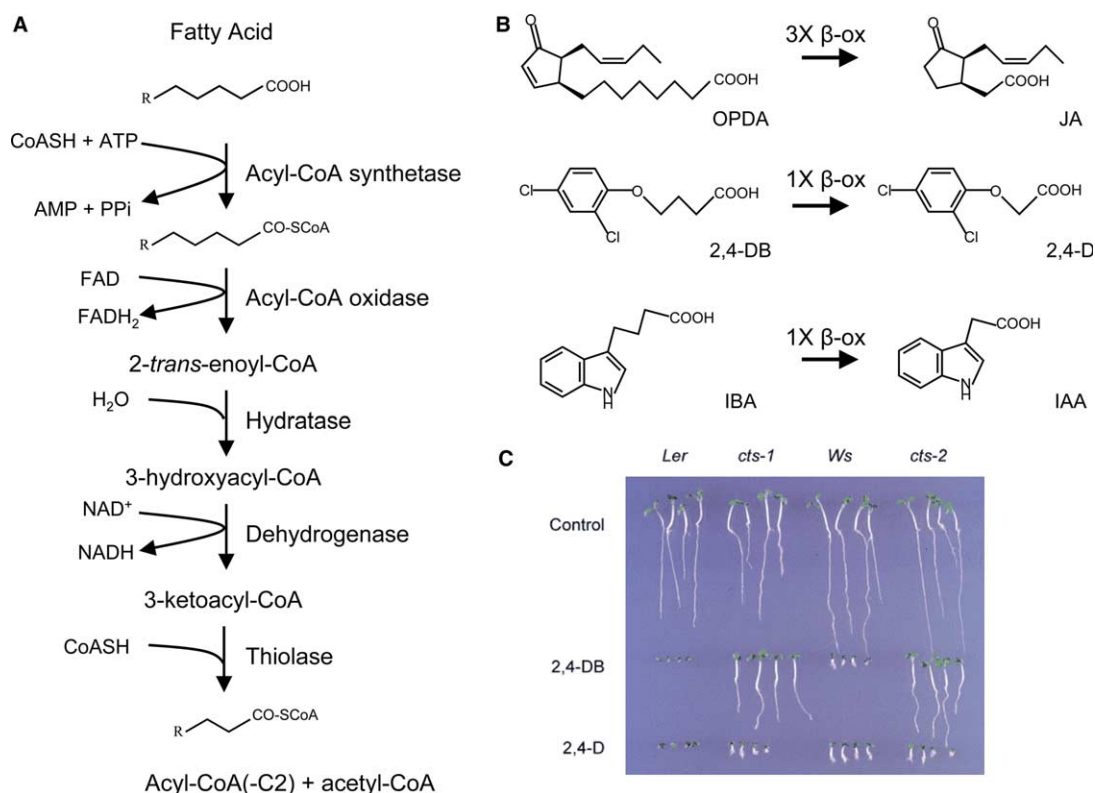 A
Fatty Acid
R
COOH
CoASH + ATP
Acyl-CoA synthetase
AMP + PPi
R
CO-SCoA
FAD
Acyl-CoA oxidase
FADH₂
2-trans-enoyl-CoA
H₂O
Hydratase
3-hydroxyacyl-CoA
NAD⁺
Dehydrogenase
NADH
3-ketoacyl-CoA
CoASH
Thiolase
R
CO-SCoA
Acyl-CoA(-C2) + acetyl-CoA
B
O
COOH
OPDA
3X β-ox
O
COOH
JA
Cl
O
COOH
Cl
2,4-DB
1X β-ox
Cl
O
COOH
Cl
2,4-D
COOH
N
H
IBA
1X β-ox
COOH
N
H
IAA
C
Ler cts-1 Ws cts-2
Control
2,4-DB
2,4-D